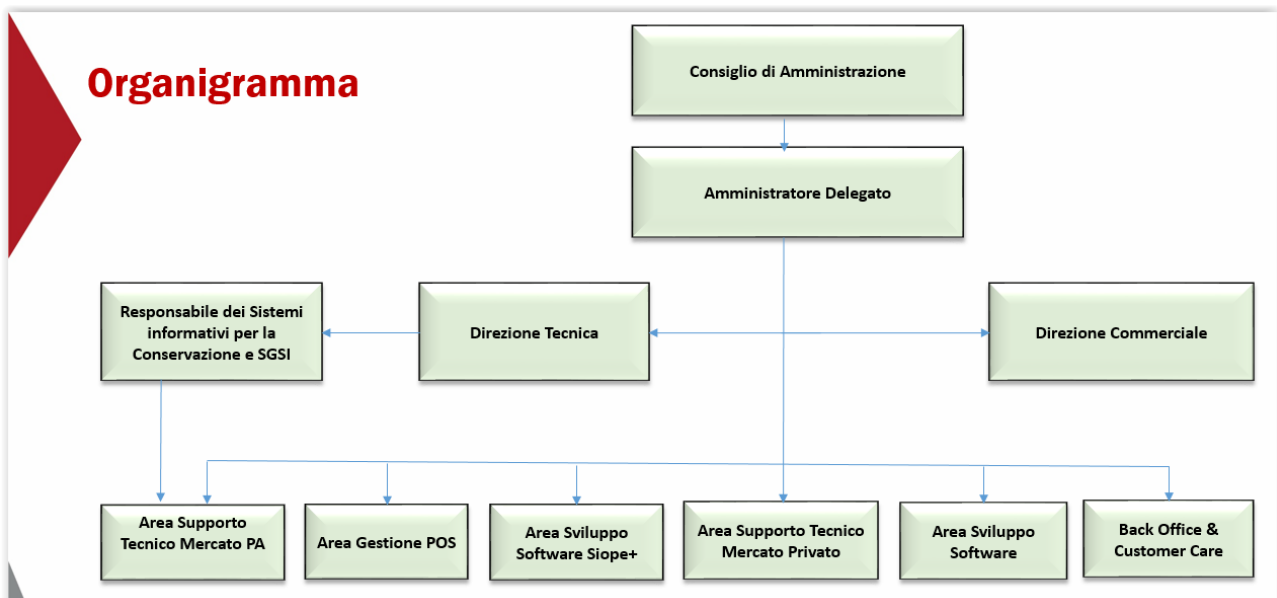 Organigramma
Consiglio di Amministrazione
Amministratore Delegato
Responsabile dei Sistemi
informativi per la
Conservazione e SGSI
Direzione Tecnica
Direzione Commerciale
Area Supporto
Tecnico Mercato PA
Area Gestione POS
Area Sviluppo
Software Siope+
Area Supporto Tecnico
Mercato Privato
Area Sviluppo
Software
Back Office &
Customer Care